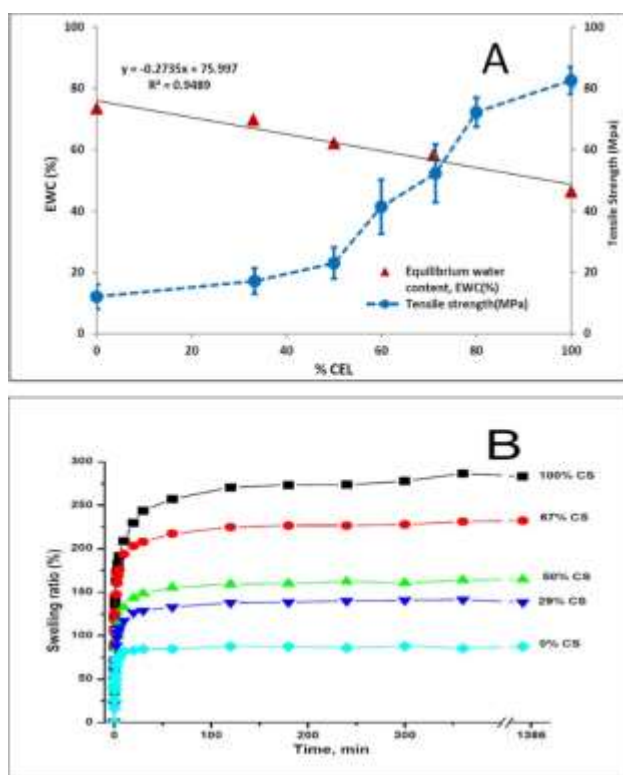 A
y = -0.2735x + 75.997
R² = 0.9489
EWC (%)
100
80
60
40
20
0
100
80
60
40
20
0
Tensile Strength (Mpa)
Equilibrium water
content, EWC(%)
Tensile strength(MPa)
0
20
40
60
80
100
% CEL
B
Swelling ratio (%)
300
250
200
150
100
50
0
100% CS
67% CS
50% CS
29% CS
0% CS
0
100
200
300
1386
Time, min